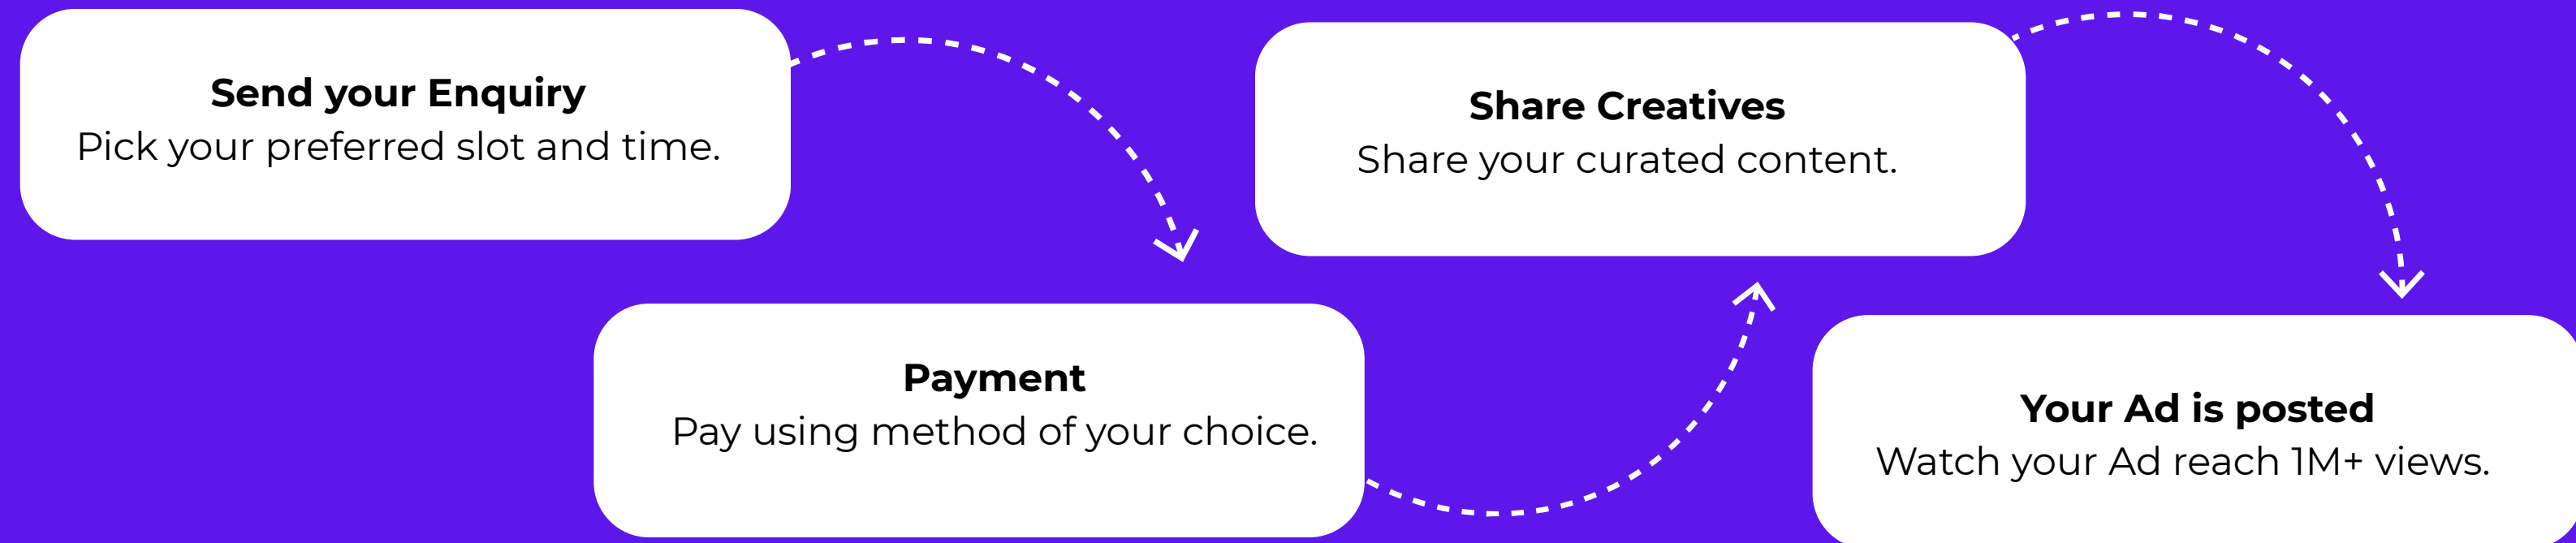 Send your Enquiry
Pick your preferred slot and time.
Payment
Pay using method of your choice.
Share Creatives
Share your curated content.
Your Ad is posted
Watch your Ad reach 1M+ views.